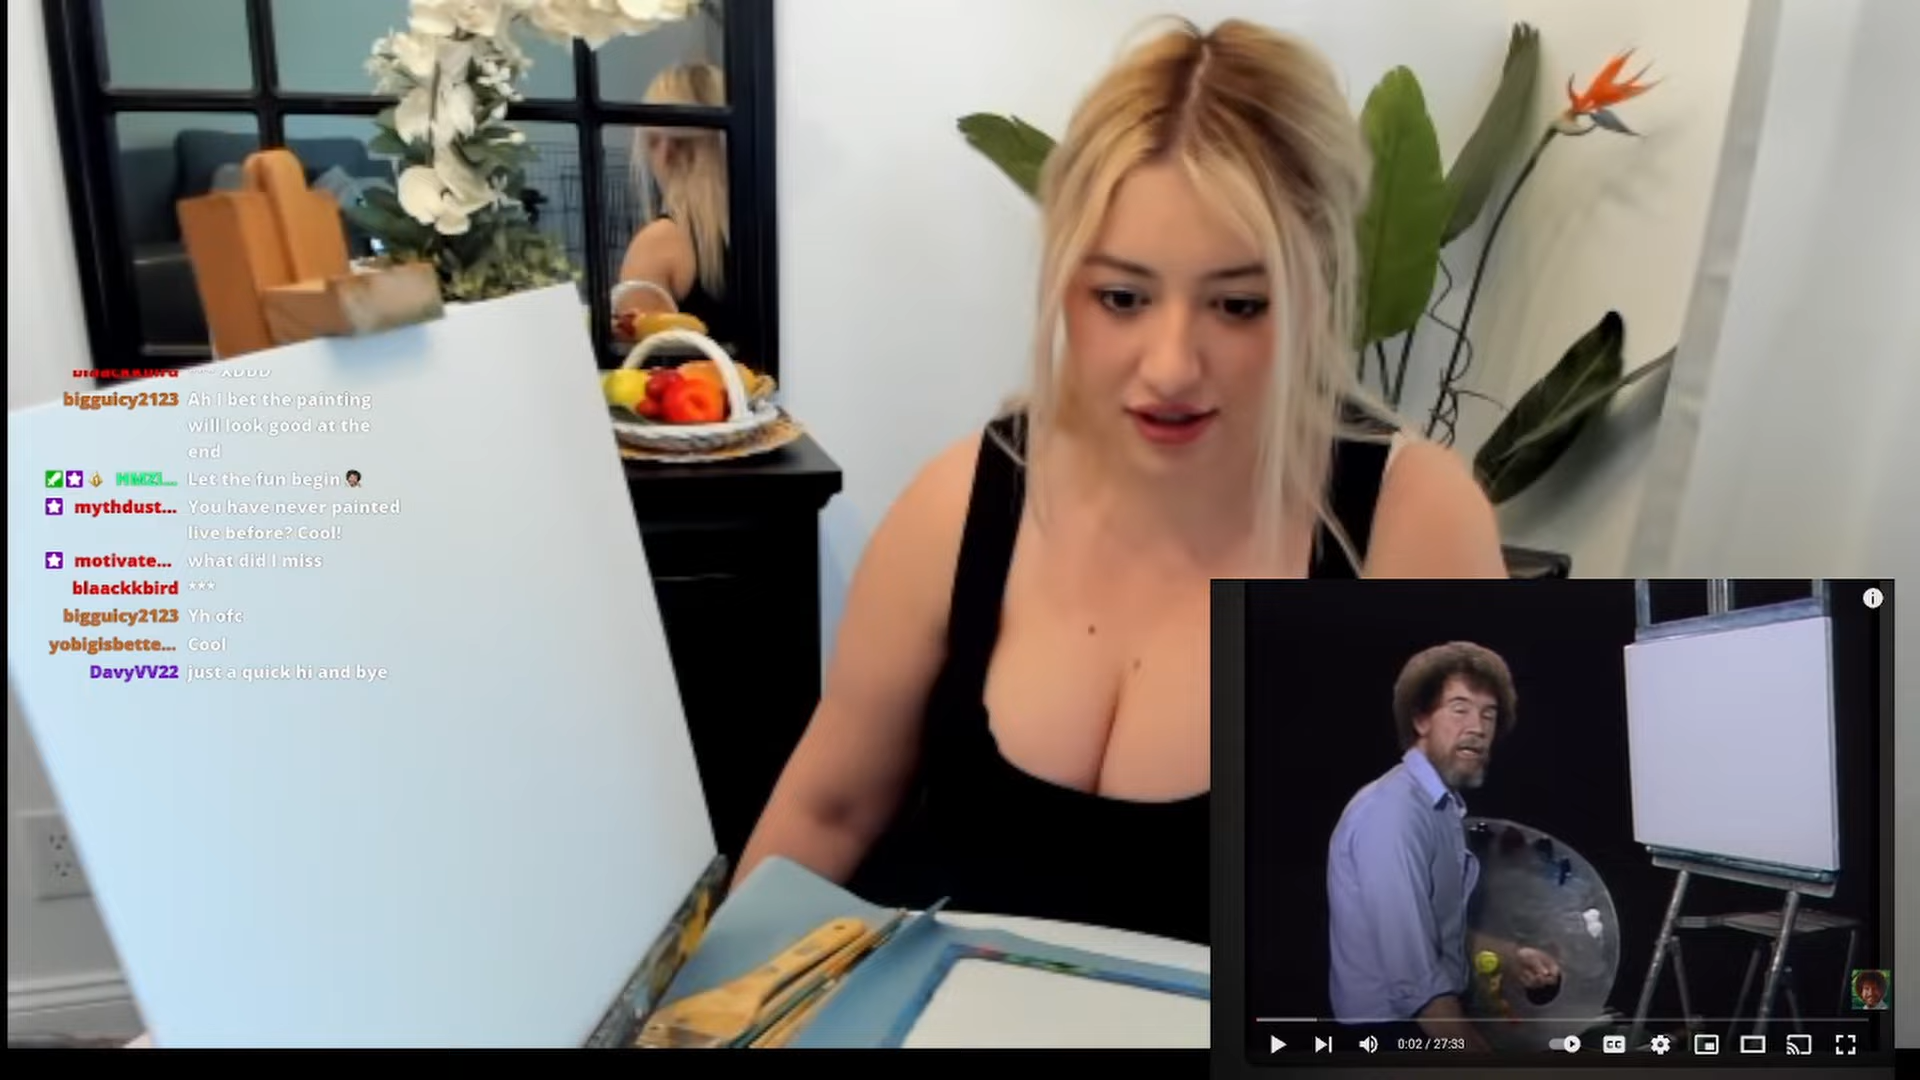 *** XDDD
bigguicy2123 Ah I bet the painting
will look good at the
end
Let the fun begin
mythdust... You have never painted
live before? Cool!
motivate... what did I miss
blaackkbird ***
bigguicy2123 Yh ofc
yobigisbette... Cool
DavyVV22 just a quick hi and bye
0:02 / 27:33
CC